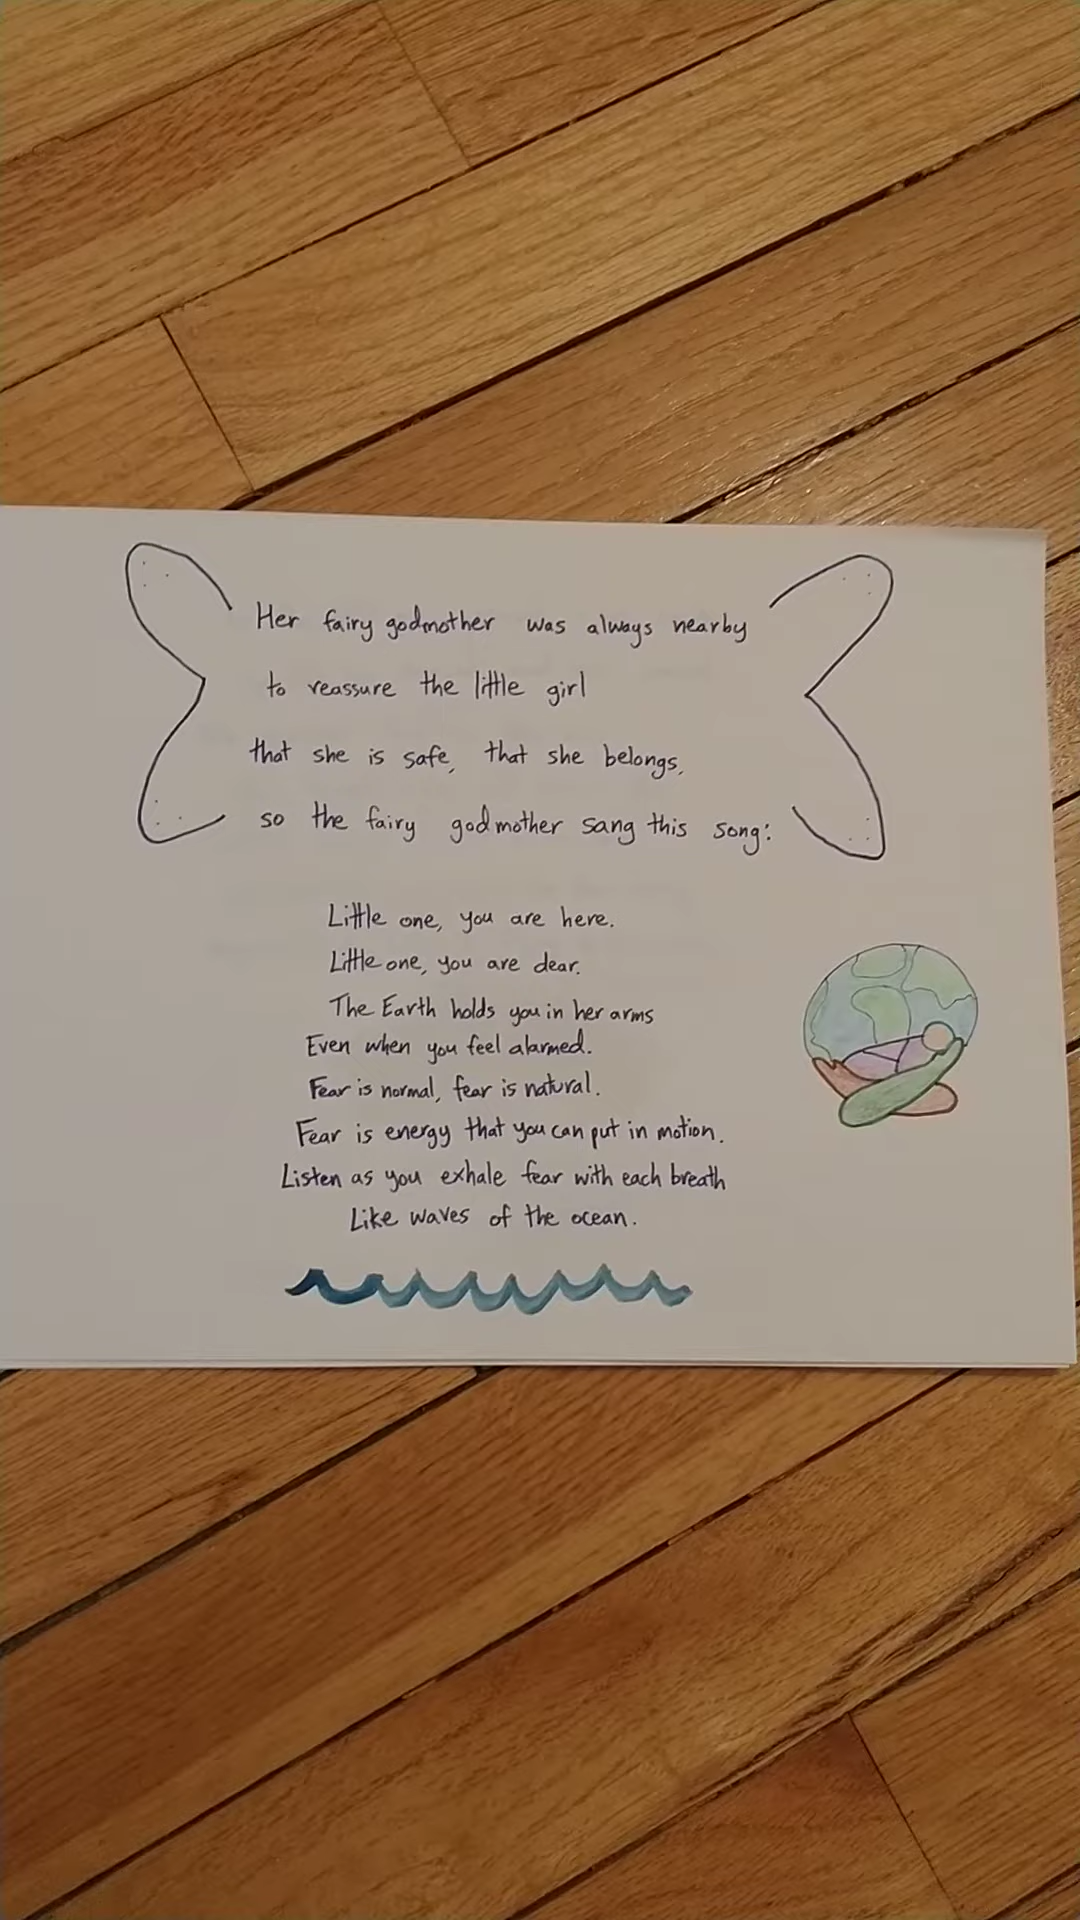 Her fairy godmother was always nearby
to reassure the little girl
that she is safe, that she belongs,
so the fairy godmother sang this song:
Little one, you are here.
Little one, you are dear.
The Earth holds you in her arms
Even when you feel alarmed.
Fear is normal, fear is natural.
Fear is energy that you can put in motion.
Listen as you exhale fear with each breath
Like waves of the ocean.